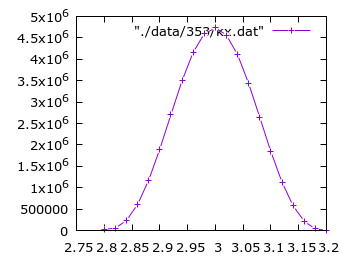 5x10⁶
"./data/353/kx.dat"
4.5x10⁶
4x10⁶
3.5x10⁶
3x10⁶
2.5x10⁶
2x10⁶
1.5x10⁶
1x10⁶
500000
0
2.75 2.8 2.85 2.9 2.95 3 3.05 3.1 3.15 3.2